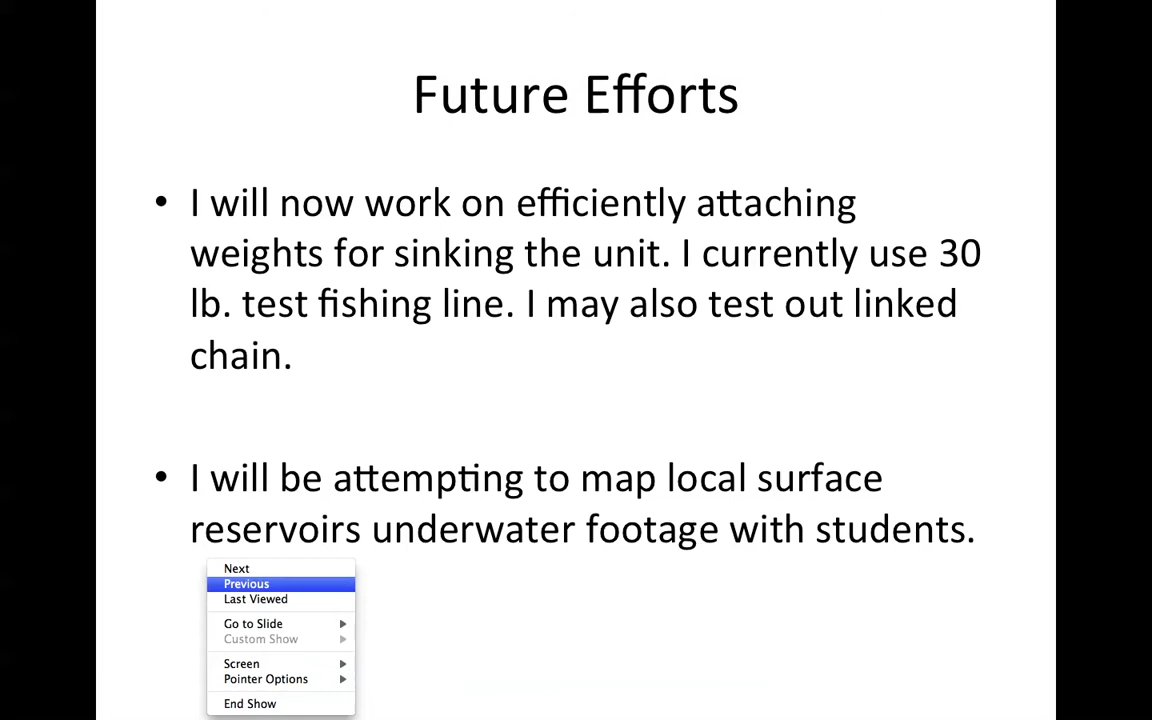 Future Efforts
• I will now work on efficiently attaching
weights for sinking the unit. I currently use 30
lb. test fishing line. I may also test out linked
chain.
• I will be attempting to map local surface
reservoirs underwater footage with students.
Next
Previous
Last Viewed
Go to Slide
Custom Show
Screen
Pointer Options
End Show